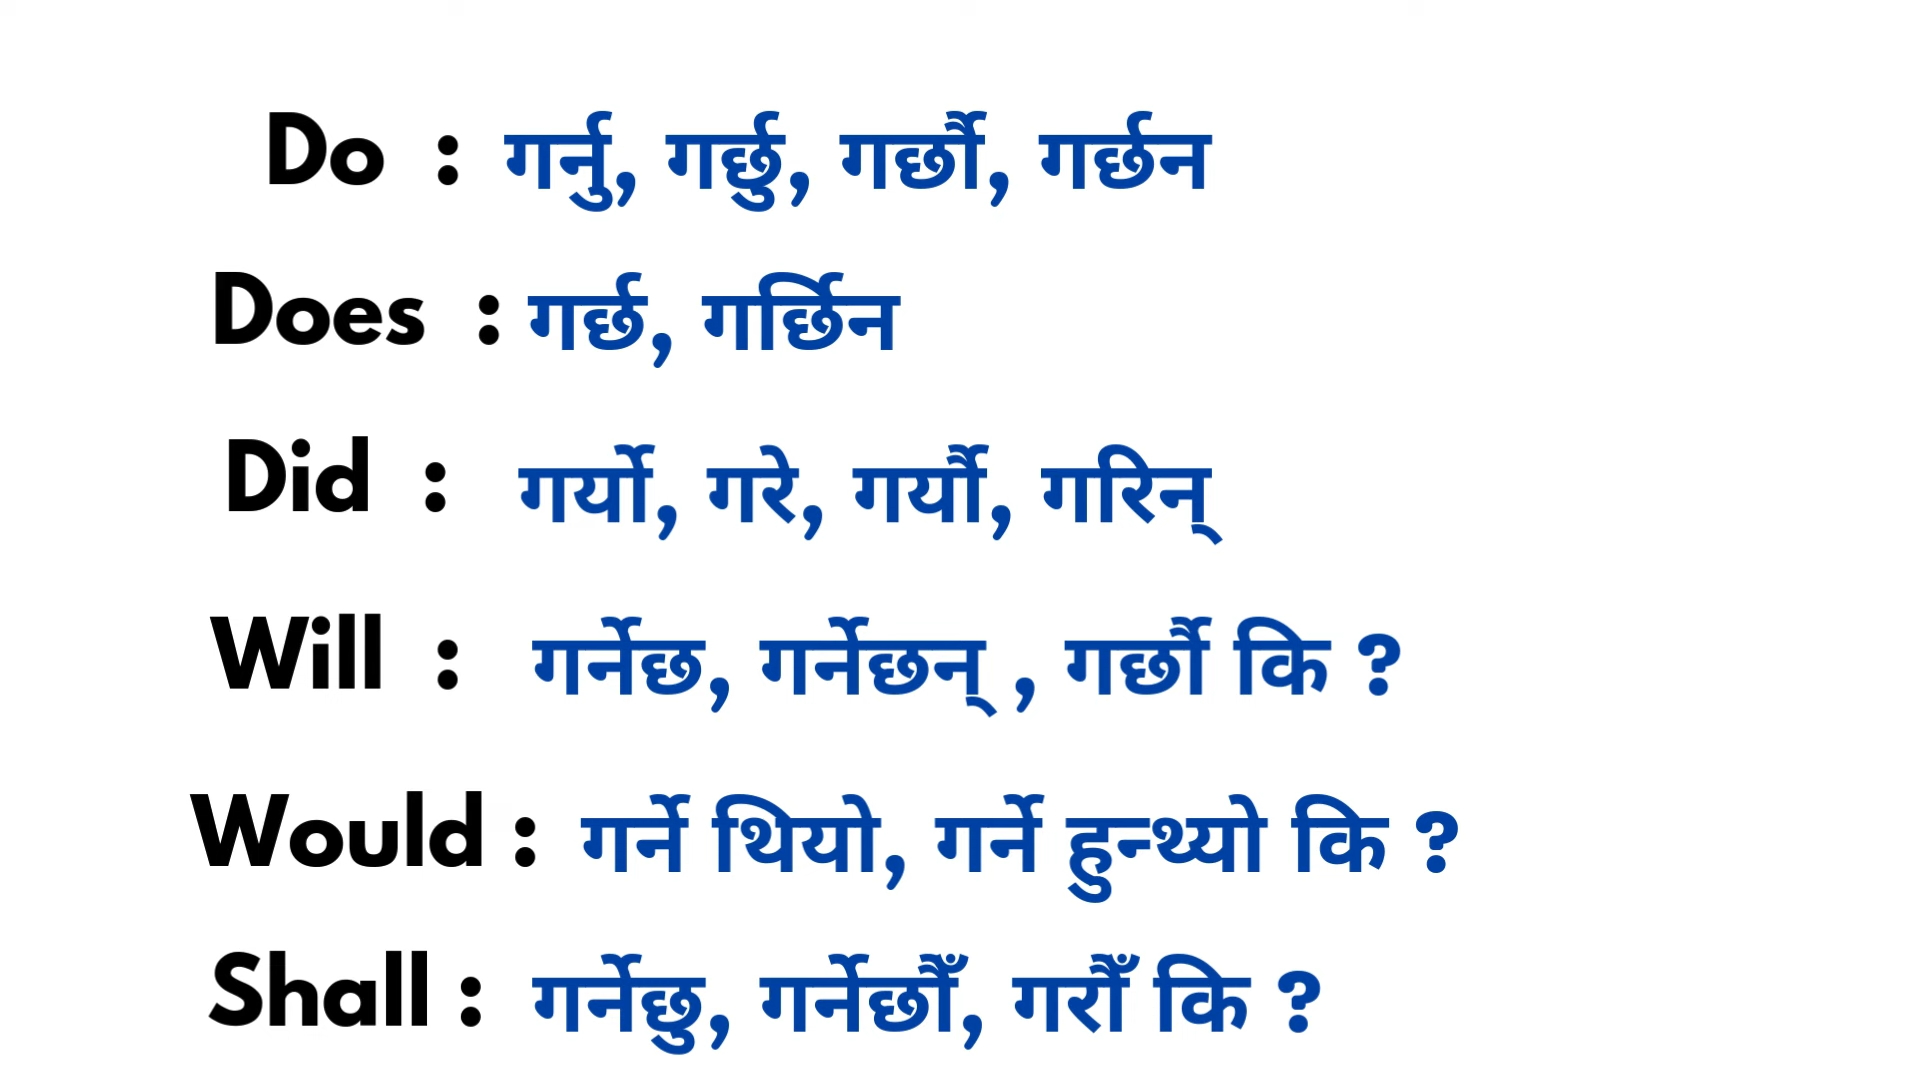 Do : गर्नु, गर्छु, गर्छौ, गर्छन
Does : गर्छ, गर्छिन
Did : गर्यो, गरे, गर्यौ, गरिन्
Will : गर्नेछ, गर्नेछन् , गर्छौ कि ?
Would : गर्ने थियो, गर्ने हुन्थ्यो कि ?
Shall : गर्नेछु, गर्नेछौँ, गरौँ कि ?